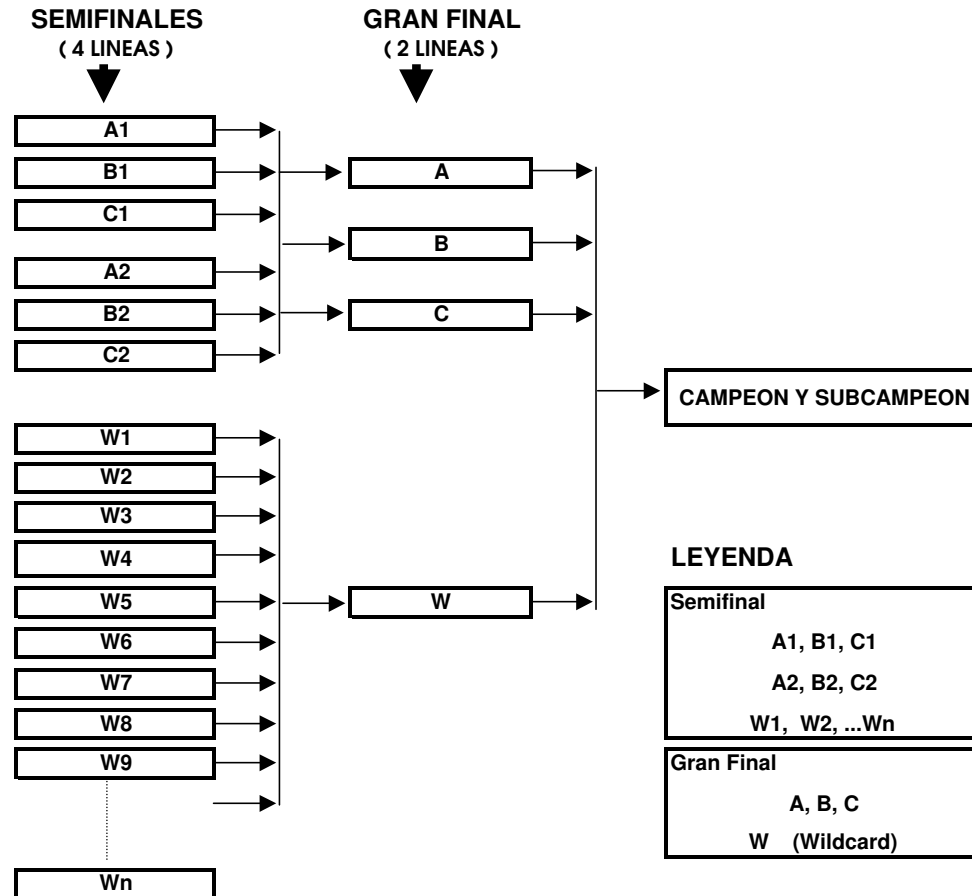 SEMIFINALES
( 4 LINEAS )
GRAN FINAL
( 2 LINEAS )
A1
B1
C1
A2
B2
C2
A
B
C
CAMPEON Y SUBCAMPEON
W1
W2
W3
W4
W5
W6
W7
W8
W9
Wn
W
LEYENDA
Semifinal
A1, B1, C1
A2, B2, C2
W1, W2, ...Wn
Gran Final
A, B, C
W (Wildcard)